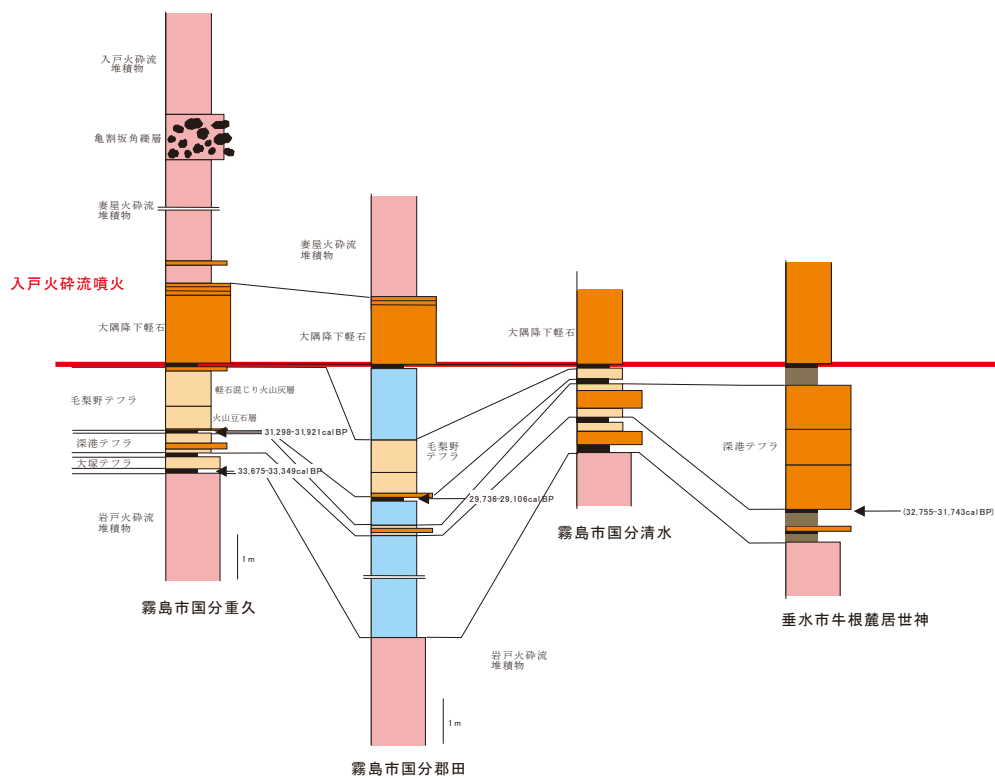 入戸火砕流
堆積物
亀割坂角礫層
妻屋火砕流
堆積物
入戸火砕流噴火
大隅降下軽石
毛梨野テフラ
軽石混じり火山灰層
火山豆石層
31,298-31,921calBP
深港テフラ
大塚テフラ
33,675-33,349calBP
岩戸火砕流
堆積物
1m
霧島市国分重久
妻屋火砕流
堆積物
大隅降下軽石
毛梨野
テフラ
29,736-29,106calBP
岩戸火砕流
堆積物
1m
霧島市国分郡田
大隅降下軽石
霧島市国分清水
深港テフラ
(32,755-31,743calBP)
垂水市牛根麓居世神